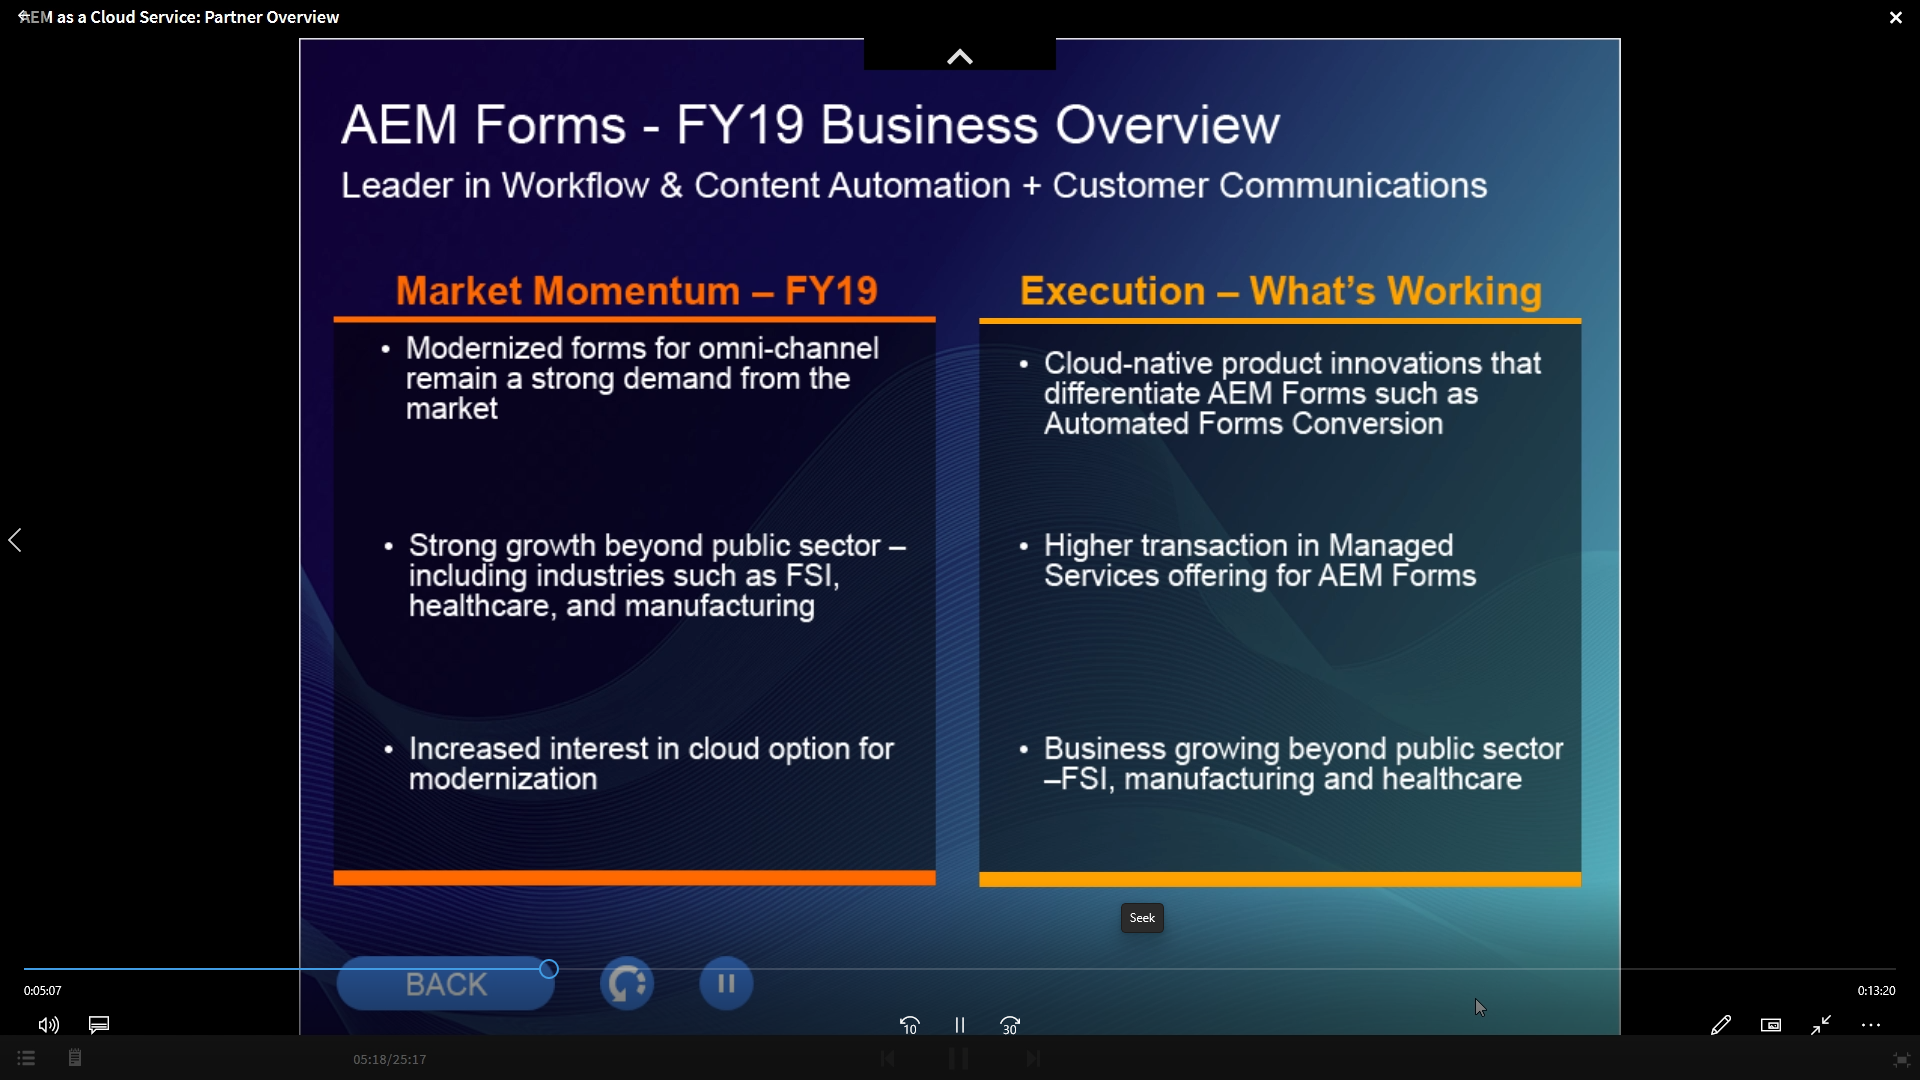 AEM as a Cloud Service: Partner Overview
AEM Forms - FY19 Business Overview
Leader in Workflow & Content Automation + Customer Communications
Market Momentum – FY19
• Modernized forms for omni-channel
remain a strong demand from the
market
• Strong growth beyond public sector –
including industries such as FSI,
healthcare, and manufacturing
• Increased interest in cloud option for
modernization
Execution – What's Working
• Cloud-native product innovations that
differentiate AEM Forms such as
Automated Forms Conversion
• Higher transaction in Managed
Services offering for AEM Forms
• Business growing beyond public sector
–FSI, manufacturing and healthcare
Seek
BACK
0:05:07
0:13:20
10
30
05:18/25:17